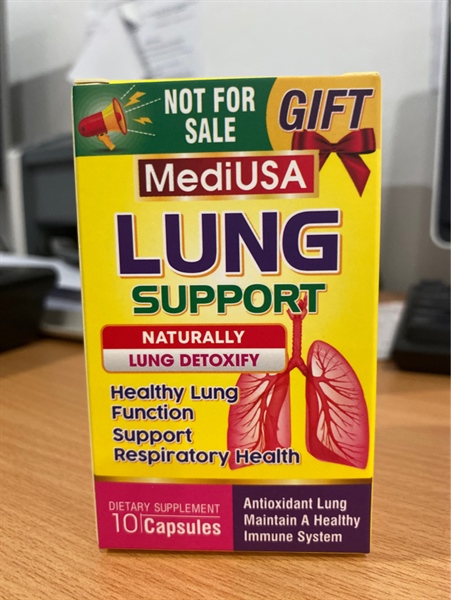 NOT FOR
SALE
GIFT
MediUSA
LUNG
SUPPORT
NATURALLY
LUNG DETOXIFY
Healthy Lung
Function
Support
Respiratory Health
DIETARY SUPPLEMENT
10 Capsules
Antioxidant Lung
Maintain A Healthy
Immune System